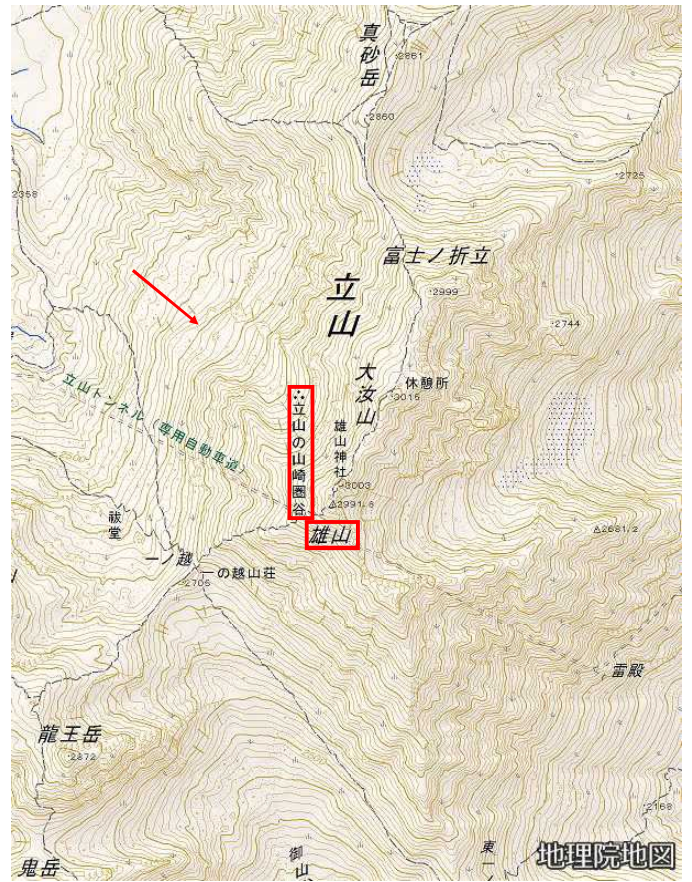 真砂岳
2861
2860
2358
2725
富士ノ折立
立山
2999
2744
大汝山
休憩所
3015
立山トンネル（専用自動車道）
∴立山の山崎圏谷
雄山神社
3003
△2991.6
雄山
祓堂
一ノ越
一の越山荘
2705
△2681.2
雷殿
龍王岳
2872
2168
鬼岳
御山
東一ノ
地理院地図